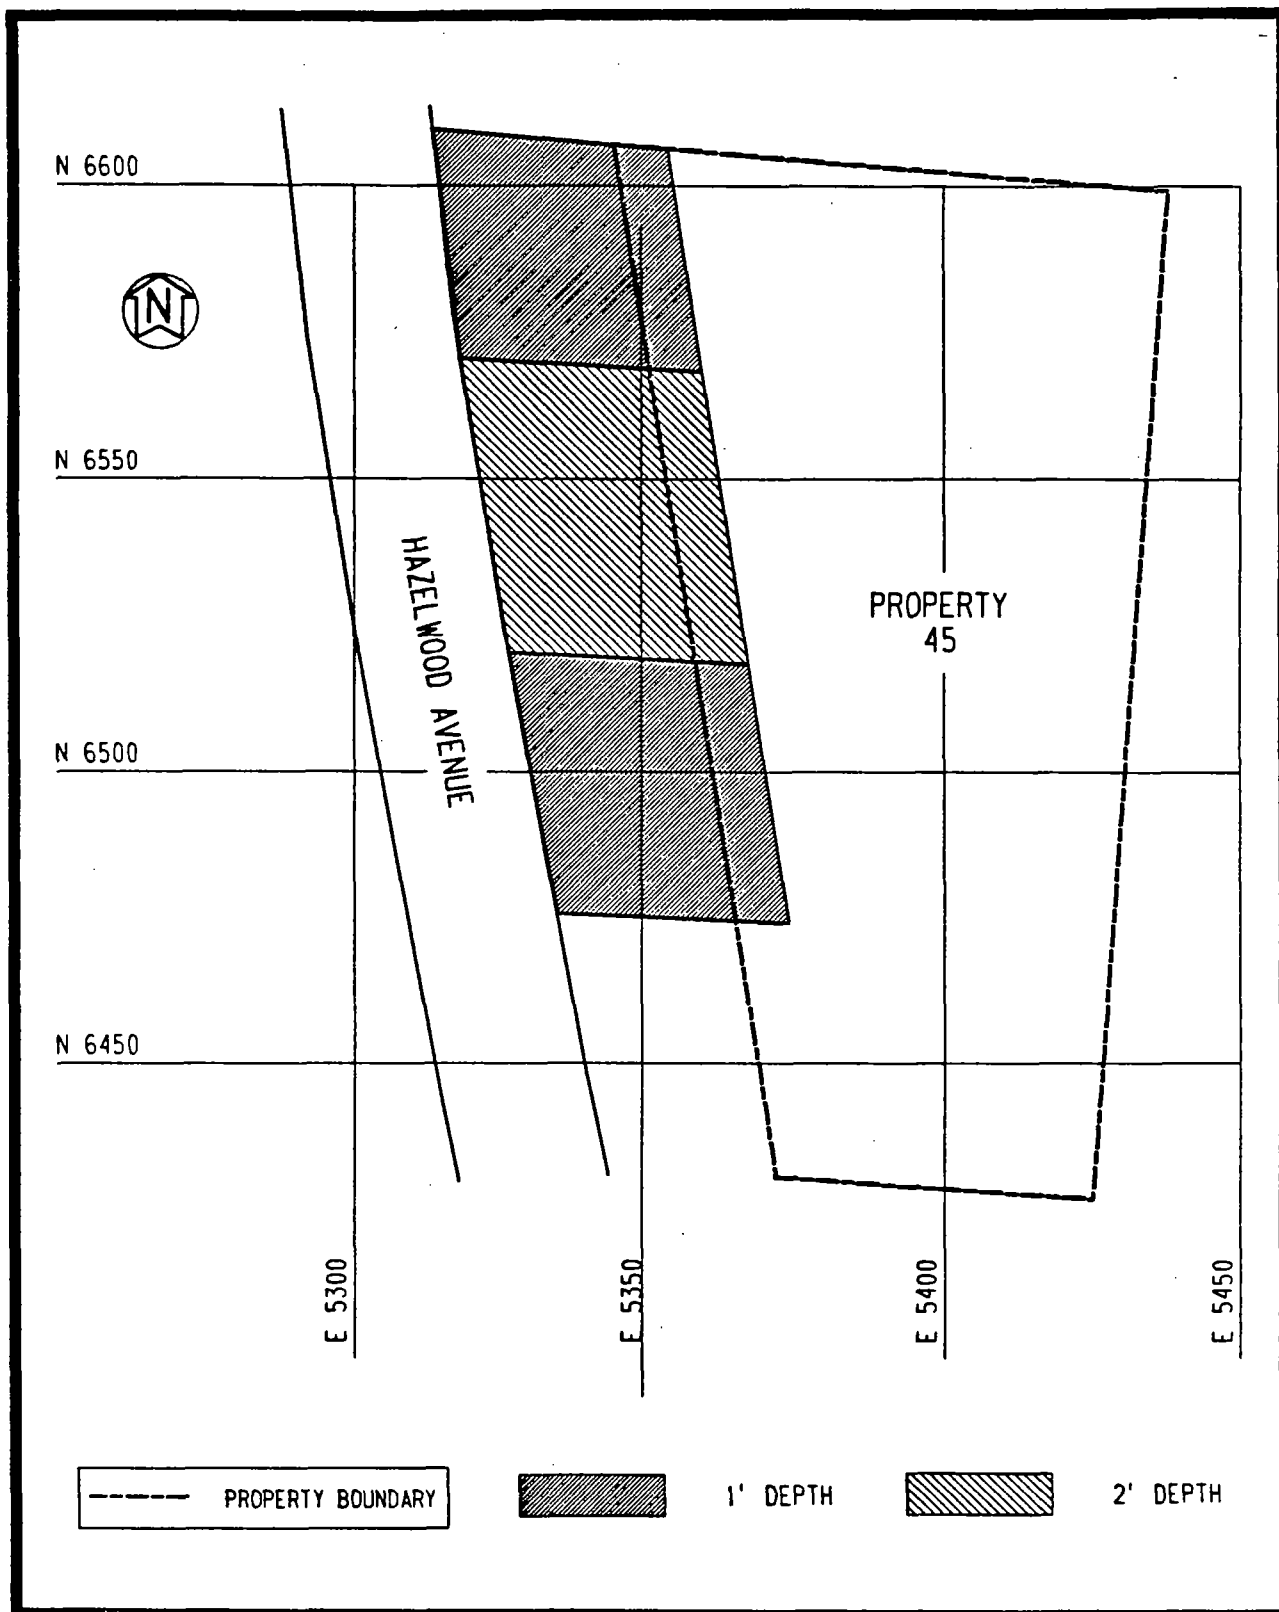 N 6600
N
N 6550
HAZELWOOD AVENUE
PROPERTY
45
N 6500
N 6450
E 5300
E 5350
E 5400
E 5450
PROPERTY BOUNDARY
1' DEPTH
2' DEPTH